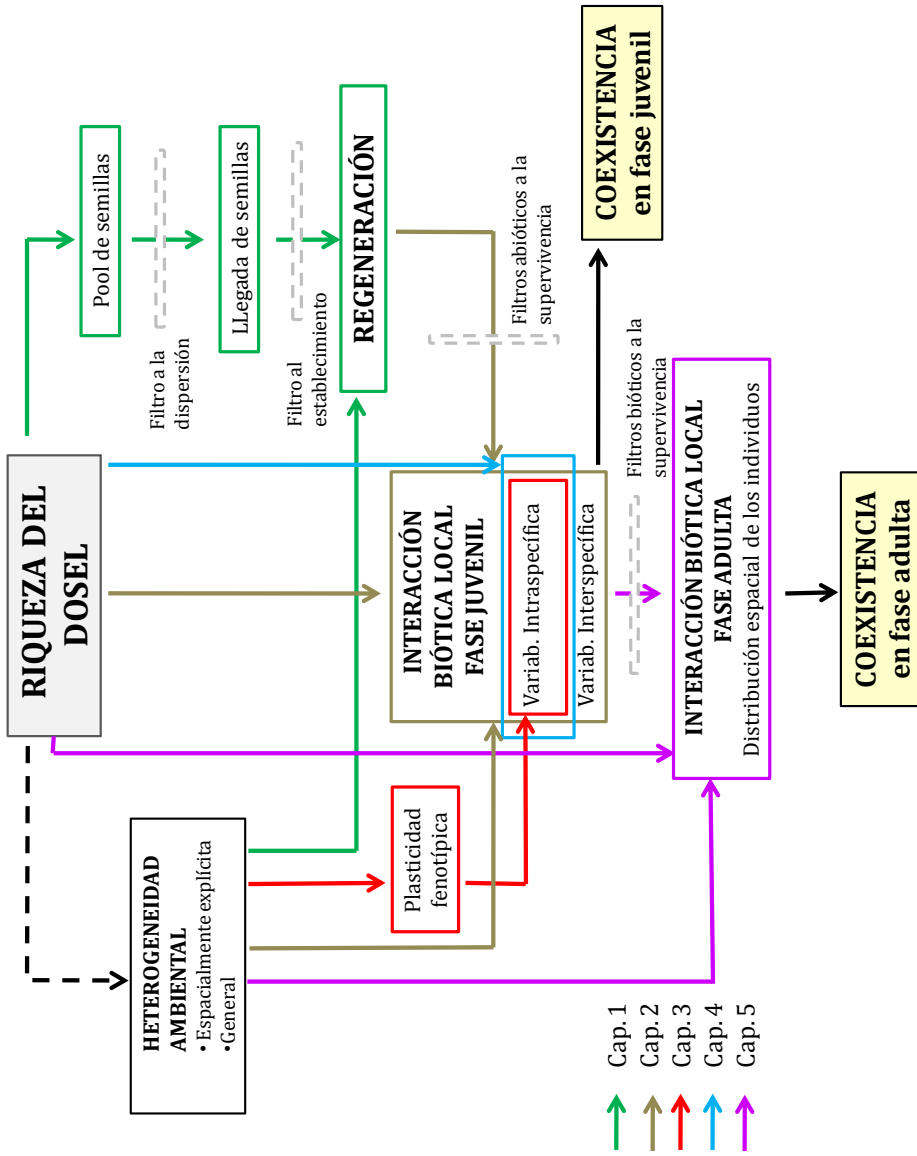 RIQUEZA DEL
DOSEL
HETEROGENEIDAD
AMBIENTAL
• Espacialmente explícita
•General
Pool de semillas
Filtro a la
dispersión
LLegada de semillas
Filtro al
establecimiento
REGENERACIÓN
Plasticidad
fenotípica
INTERACCIÓN
BIÓTICA LOCAL
FASE JUVENIL
Variab. Intraspecífica
Variab. Interspecífica
Filtros abióticos a la
supervivencia
COEXISTENCIA
en fase juvenil
Filtros bióticos a la
supervivencia
INTERACCIÓN BIÓTICA LOCAL
FASE ADULTA
Distribución espacial de los individuos
COEXISTENCIA
en fase adulta
Cap. 1
Cap. 2
Cap. 3
Cap. 4
Cap. 5